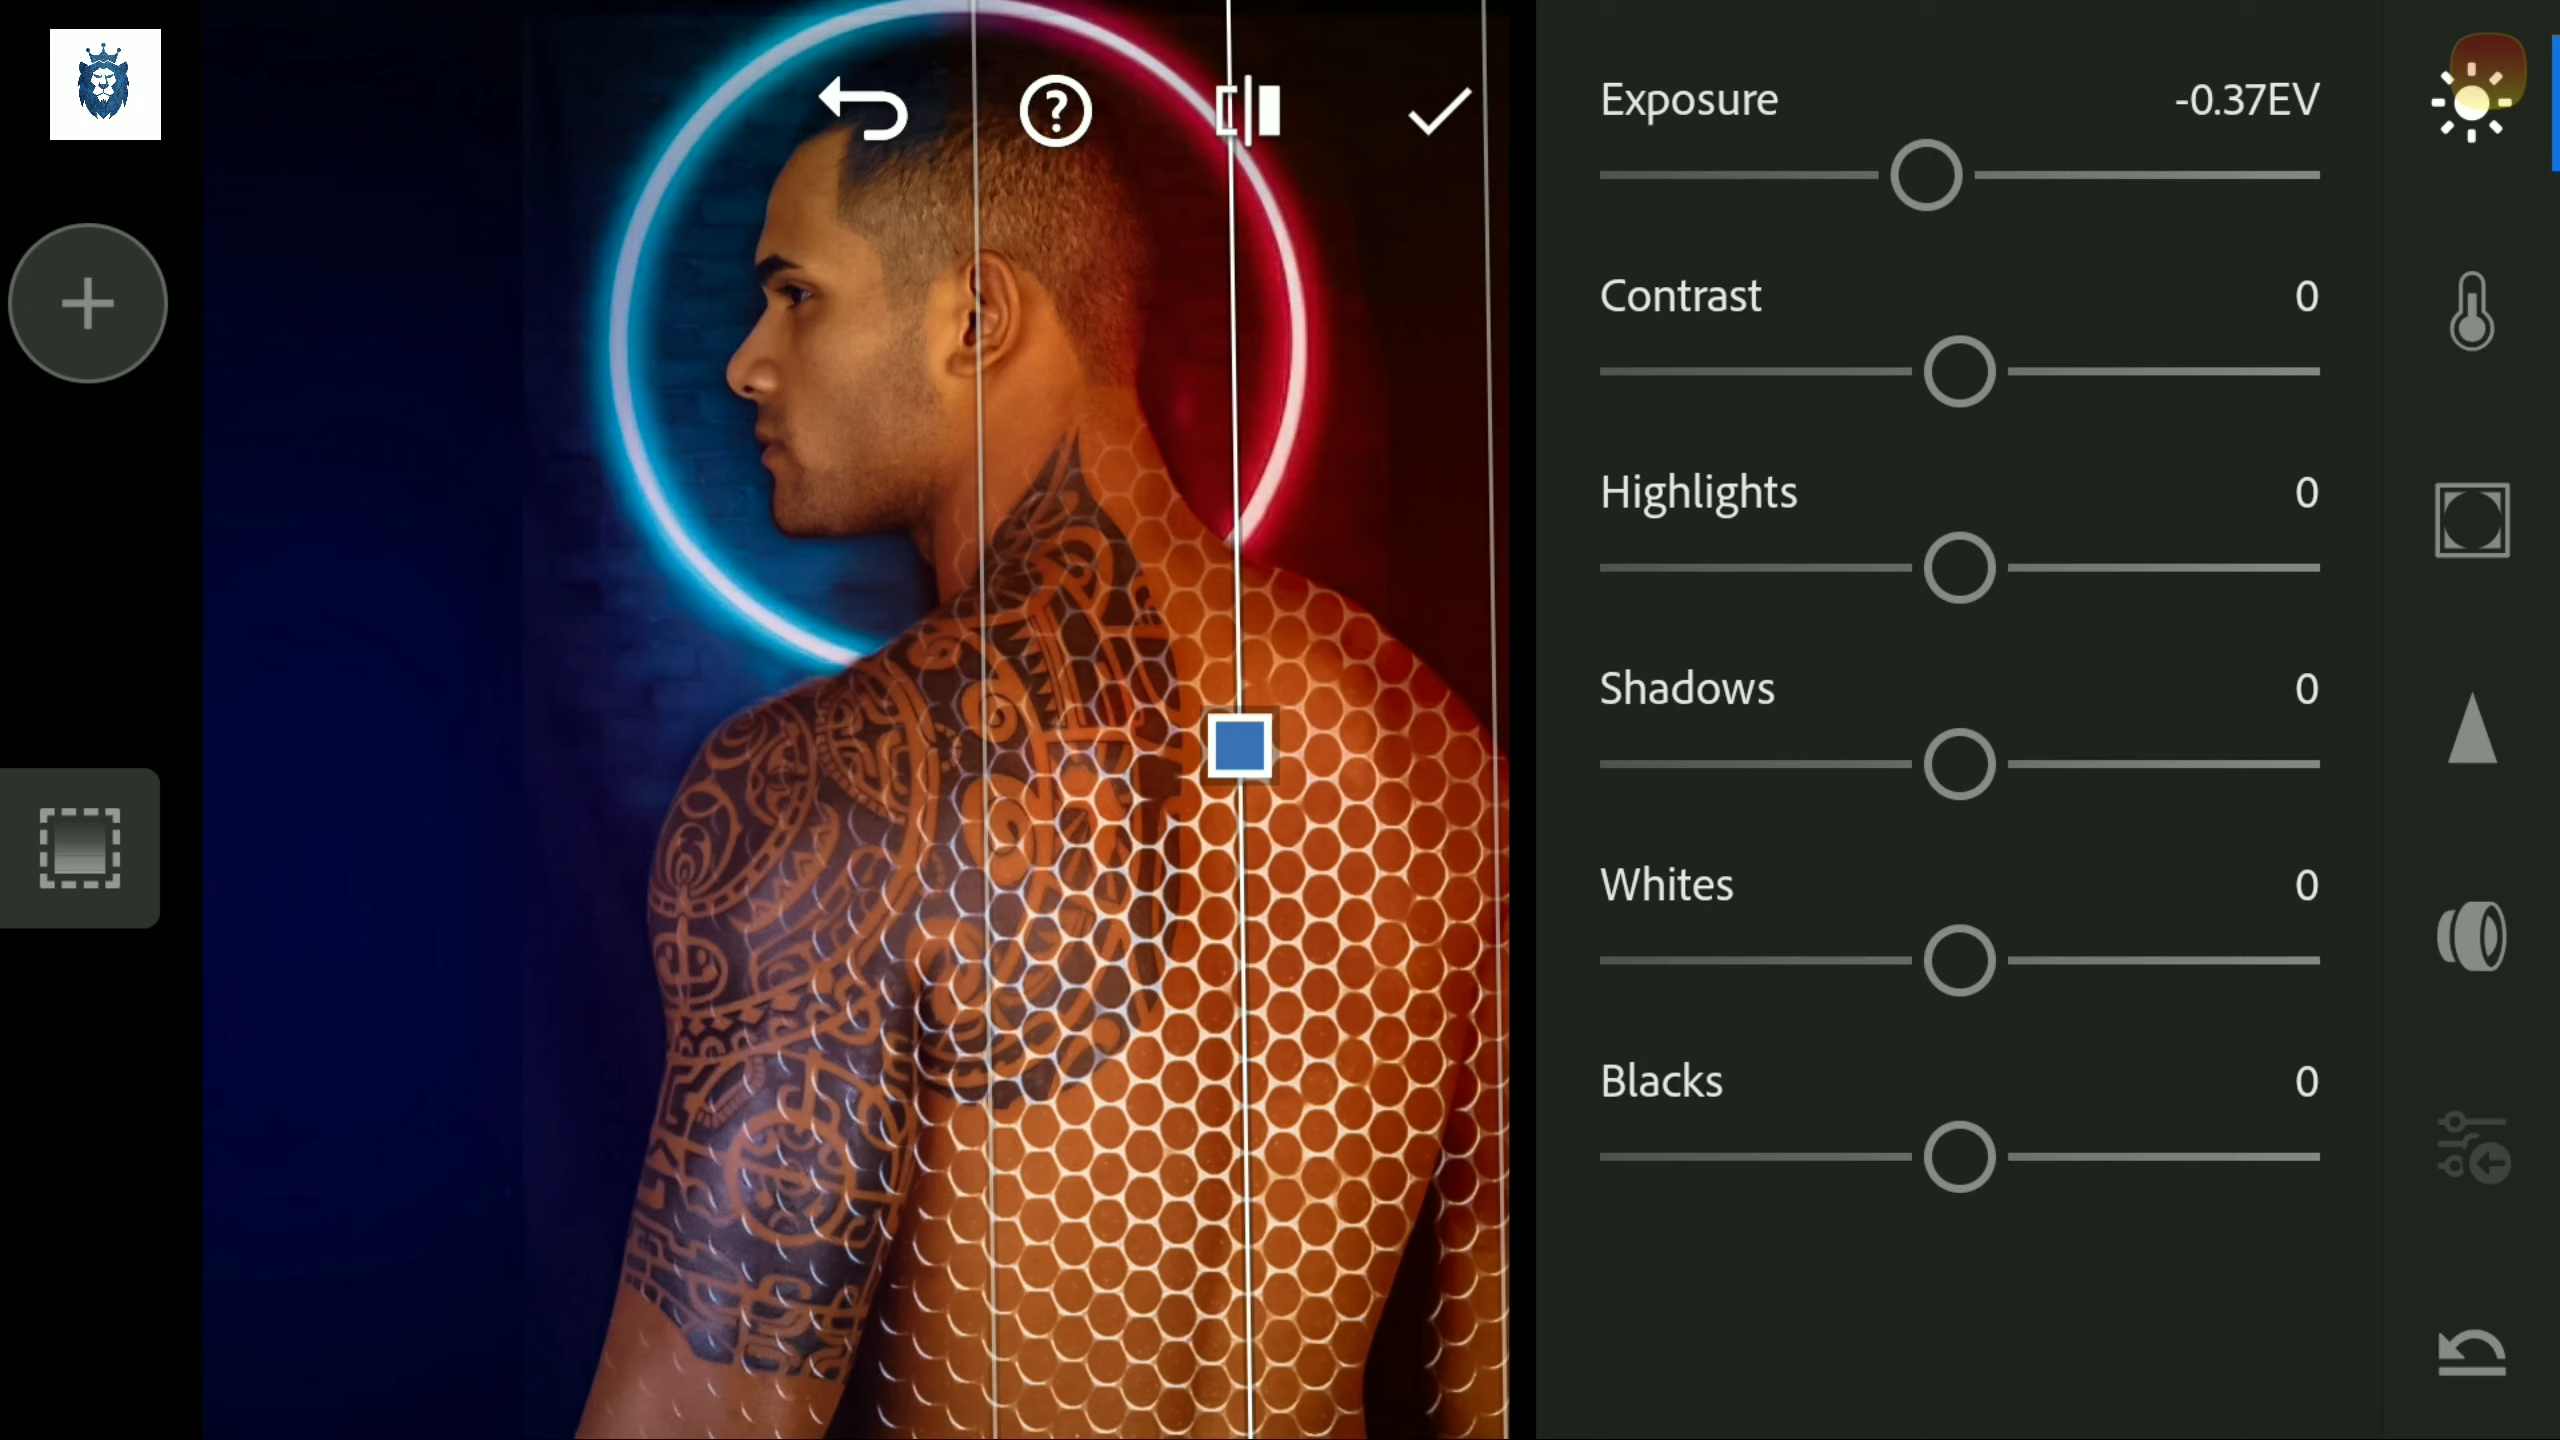 Exposure -0.37EV
Contrast 0
Highlights 0
Shadows 0
Whites 0
Blacks 0